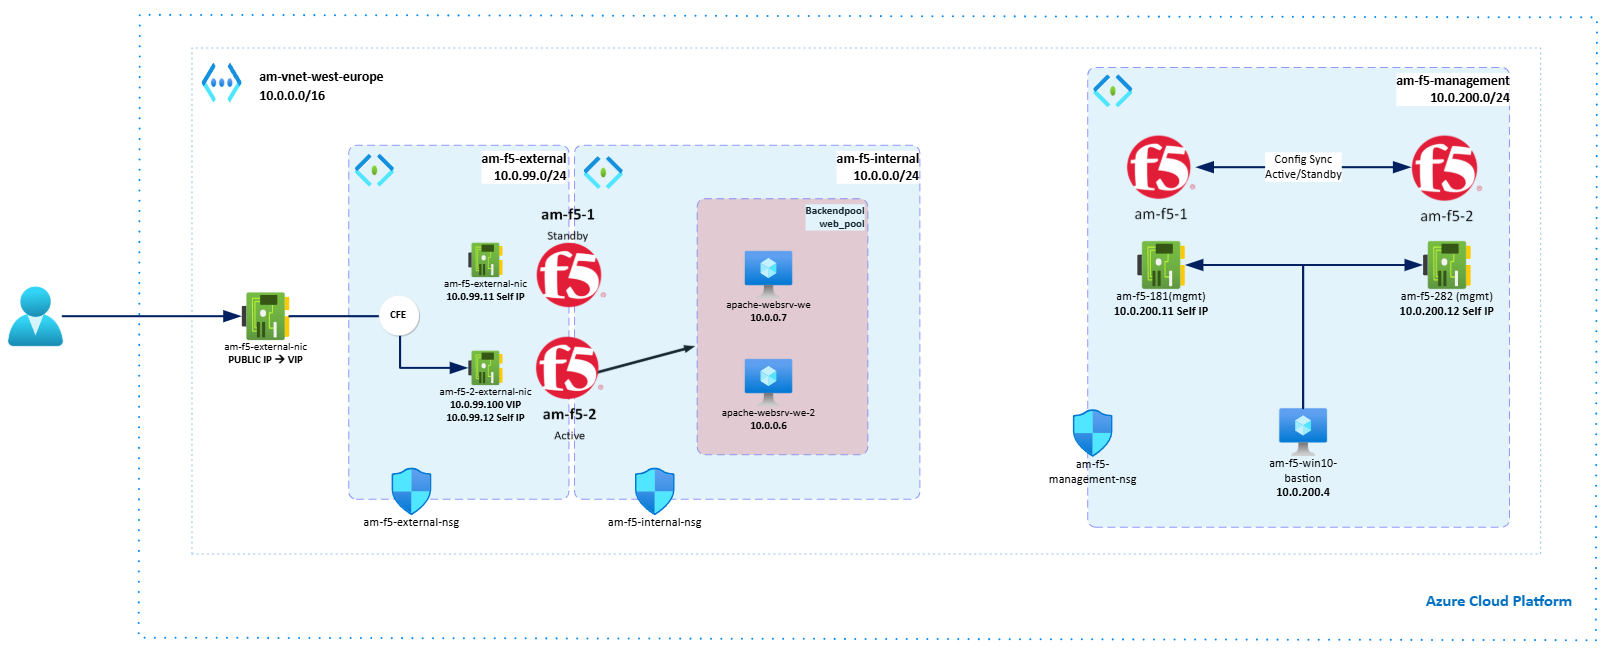 am-vnet-west-europe
10.0.0.0/16
am-f5-external
10.0.99.0/24
am-f5-internal
10.0.0.0/24
am-f5-management
10.0.200.0/24
am-f5-1
Standby
f5
am-f5-external-nic
10.0.99.11 Self IP
am-f5-external-nic
PUBLIC IP → VIP
CFE
am-f5-2-external-nic
10.0.99.100 VIP
10.0.99.12 Self IP
f5
am-f5-2
Active
Backendpool
web_pool
apache-websrv-we
10.0.0.7
apache-websrv-we-2
10.0.0.6
am-f5-external-nsg
am-f5-internal-nsg
f5
am-f5-1
Config Sync
Active/Standby
f5
am-f5-2
am-f5-181(mgmt)
10.0.200.11 Self IP
am-f5-282 (mgmt)
10.0.200.12 Self IP
am-f5-
management-nsg
am-f5-win10-
bastion
10.0.200.4
Azure Cloud Platform